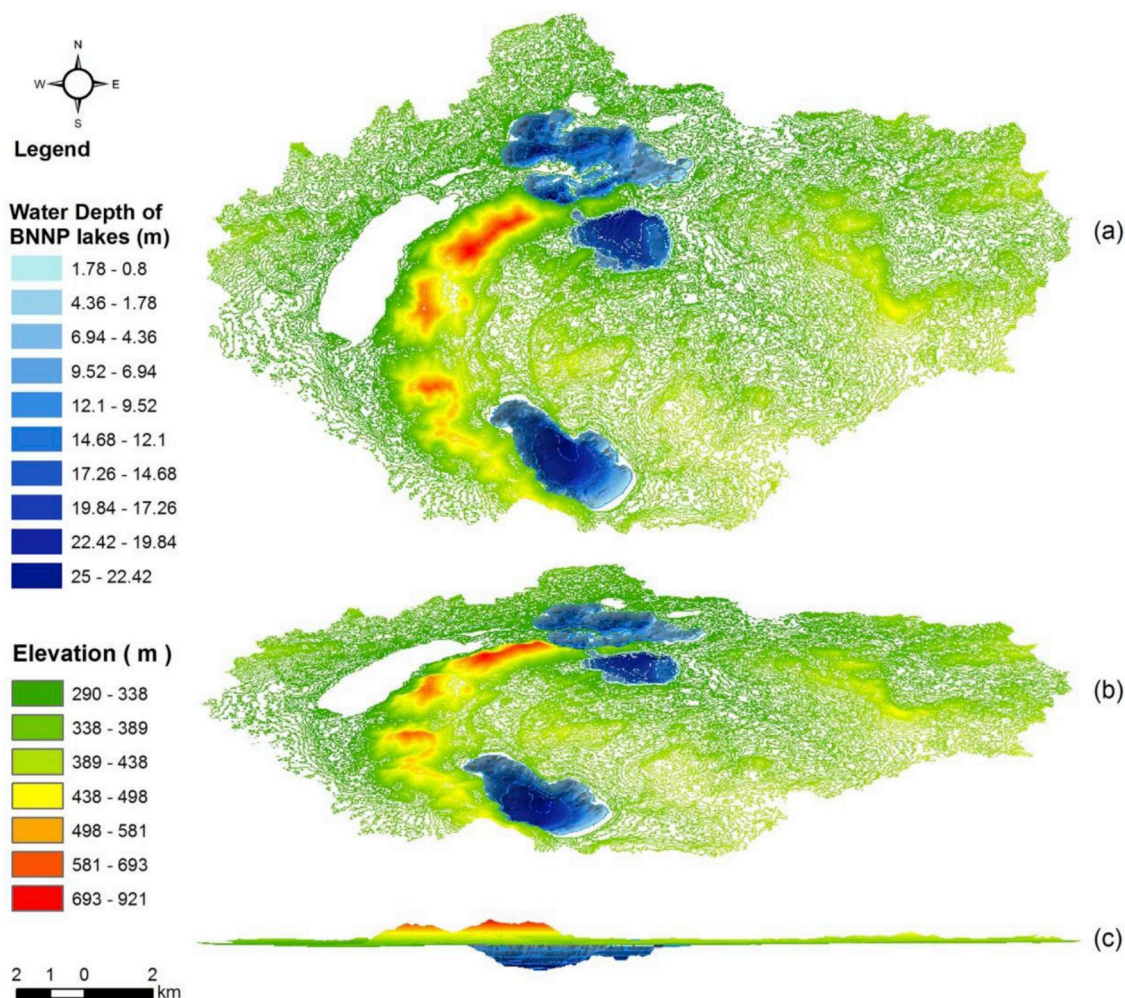 N
W E
S
Legend
Water Depth of
BNNP lakes (m)
1.78 - 0.8
4.36 - 1.78
6.94 - 4.36
9.52 - 6.94
12.1 - 9.52
14.68 - 12.1
17.26 - 14.68
19.84 - 17.26
22.42 - 19.84
25 - 22.42
Elevation ( m )
290 - 338
338 - 389
389 - 438
438 - 498
498 - 581
581 - 693
693 - 921
2 1 0 2
km
(a)
(b)
(c)